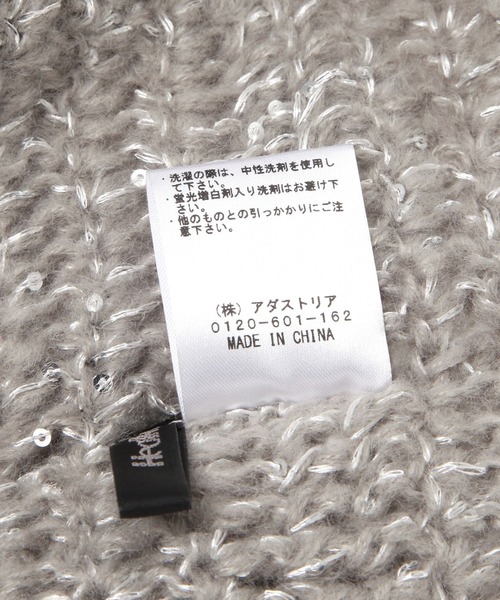 ・洗濯の際は、中性洗剤を使用し
て下さい。
・蛍光増白剤入り洗剤はお避け下
さい。
・他のものとの引っかかりにご注
意下さい。
（株）アダストリア
0120-601-162
MADE IN CHINA